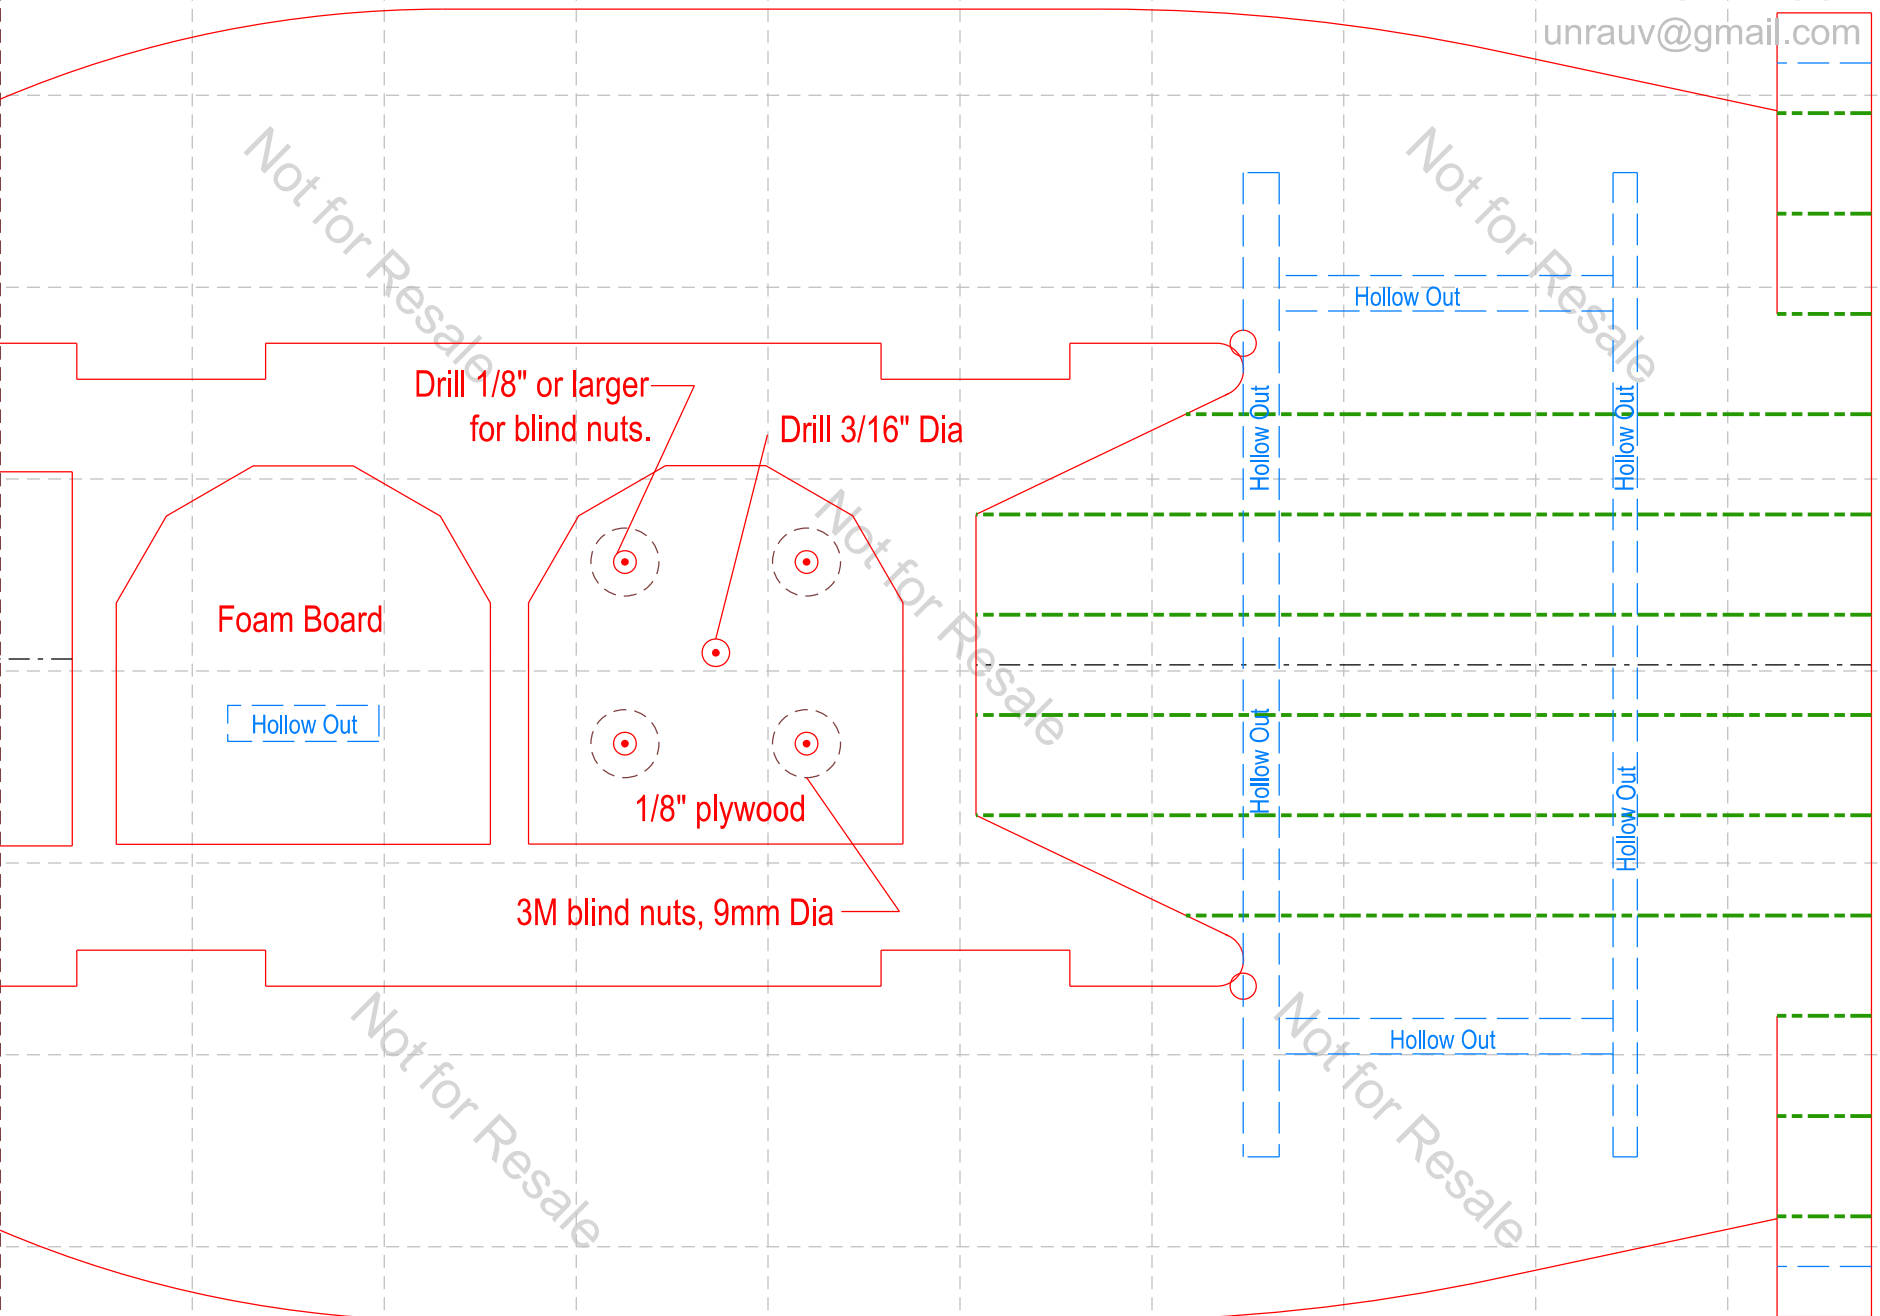 unrauv@gmail.com
Not for Resale
Not for Resale
Hollow Out
Drill 1/8" or larger
for blind nuts.
Drill 3/16" Dia
Hollow Out
Hollow Out
Not for Resale
Foam Board
Hollow Out
Hollow Out
Hollow Out
1/8" plywood
3M blind nuts, 9mm Dia
Not for Resale
Not for Resale
Hollow Out